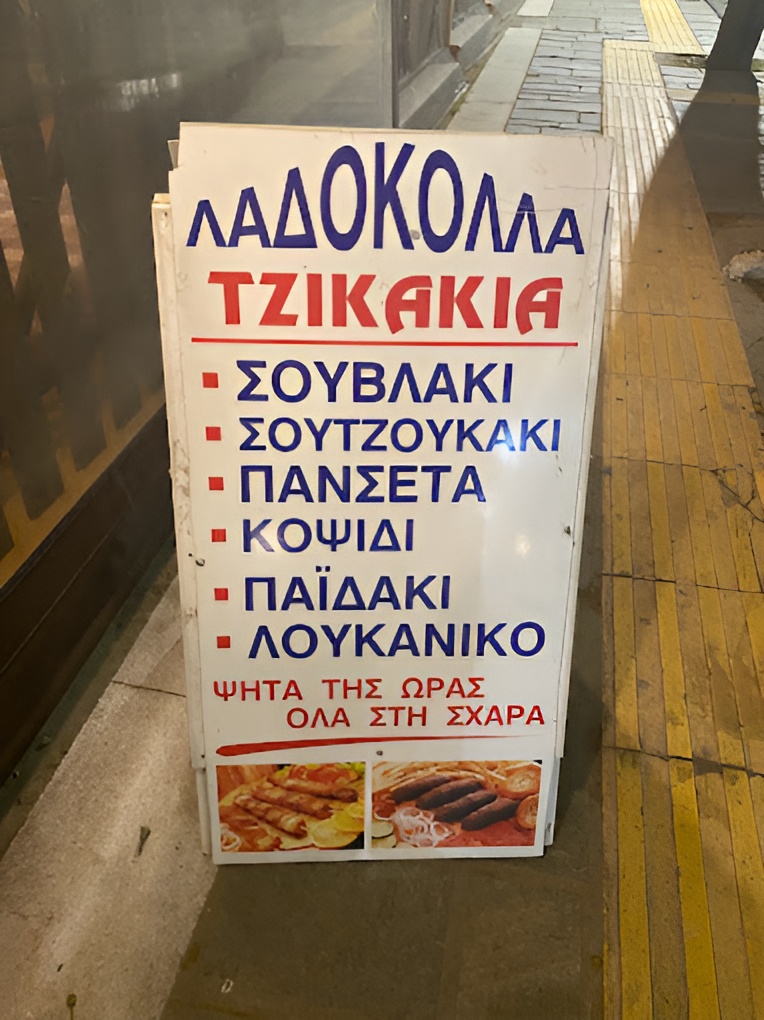 ΛΑΔΟΚΟΛΛΑ
ΤΖΙΚΑΚΙΑ
▪ ΣΟΥΒΛΑΚΙ
▪ ΣΟΥΤΖΟΥΚΑΚΙ
▪ ΠΑΝΣΕΤΑ
▪ ΚΟΨΙΔΙ
▪ ΠΑΪΔΑΚΙ
▪ ΛΟΥΚΑΝΙΚΟ
ΨΗΤΑ ΤΗΣ ΩΡΑΣ
ΟΛΑ ΣΤΗ ΣΧΑΡΑ